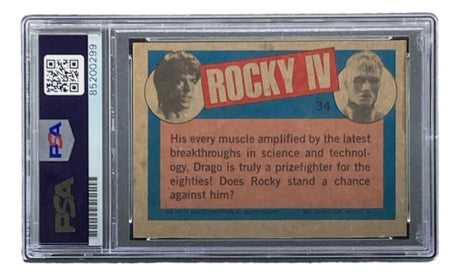 85200299
PSA
PSA
ROCKY IV
34
His every muscle amplified by the latest
breakthroughs in science and technol-
ogy, Drago is truly a prizefighter for the
eighties! Does Rocky stand a chance
against him?